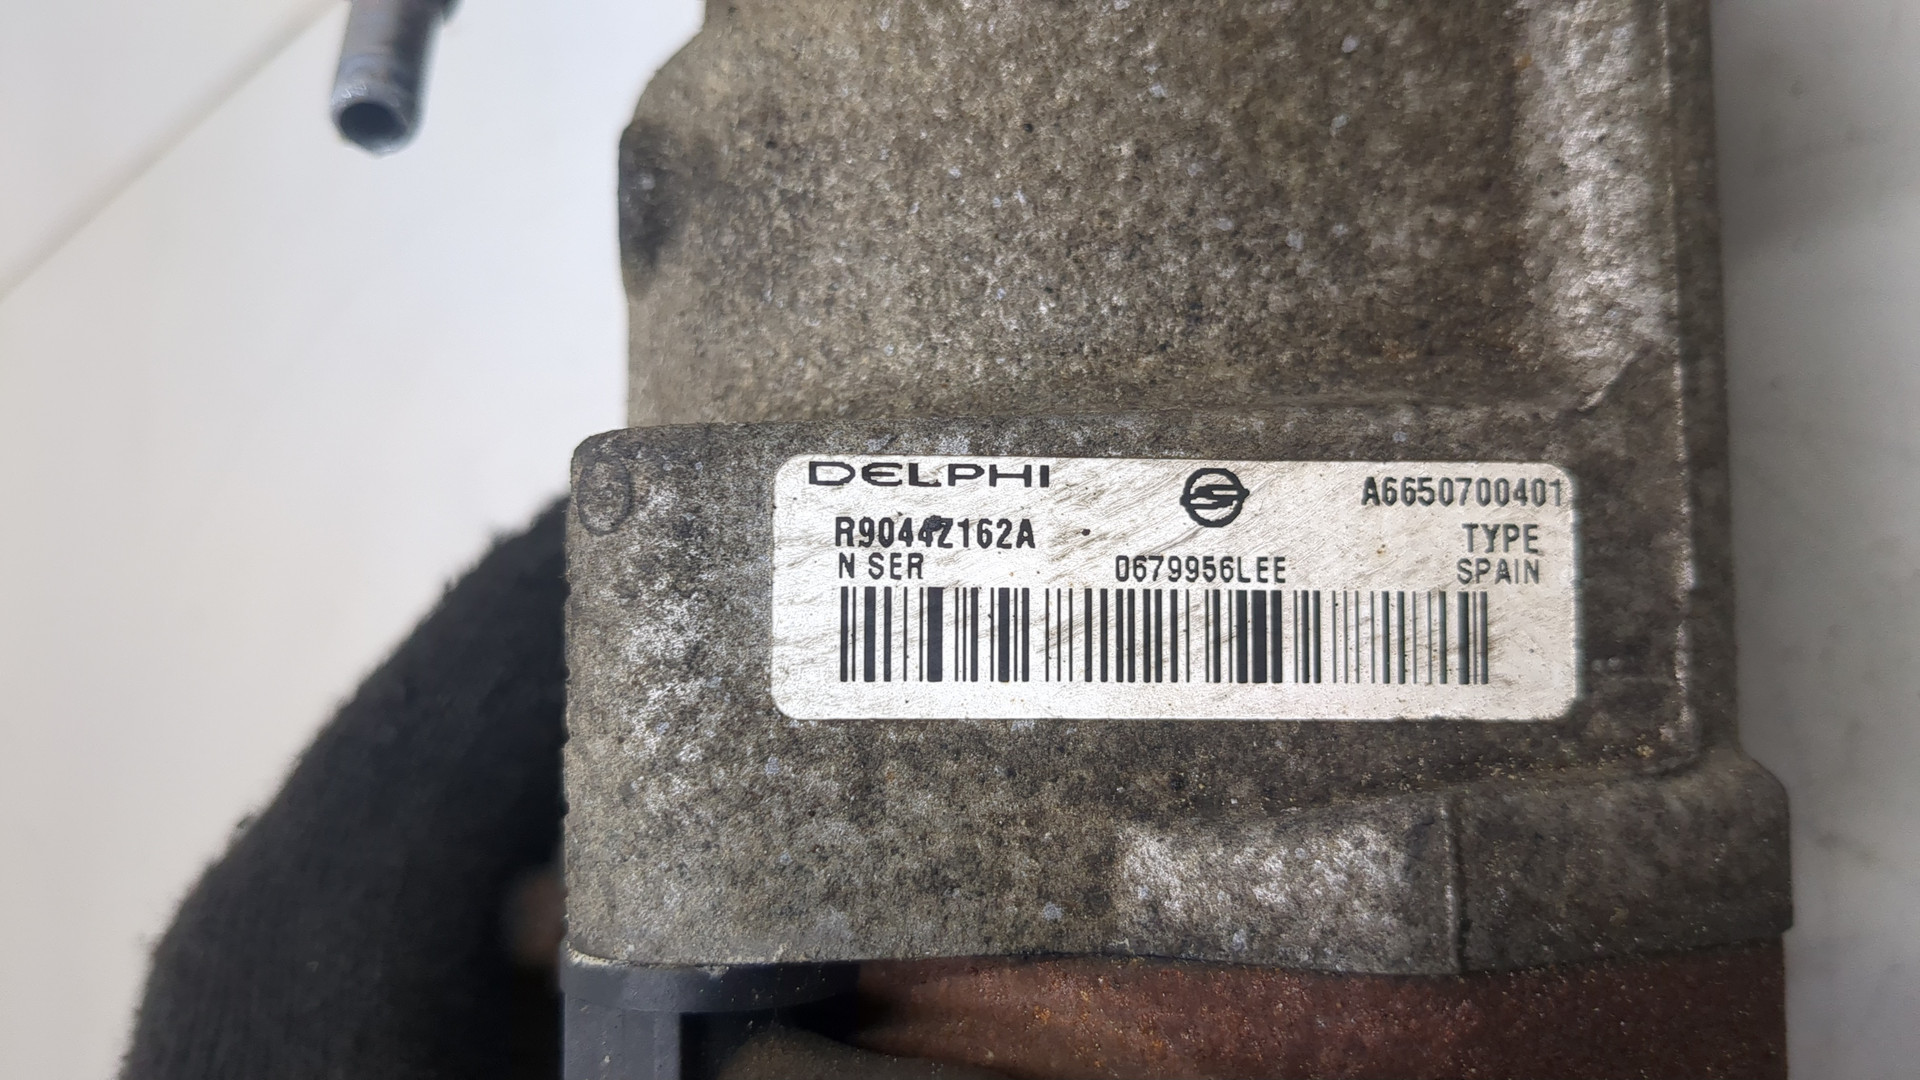 DELPHI
A6650700401
R9044Z162A
TYPE
N SER
0679956LEE
SPAIN